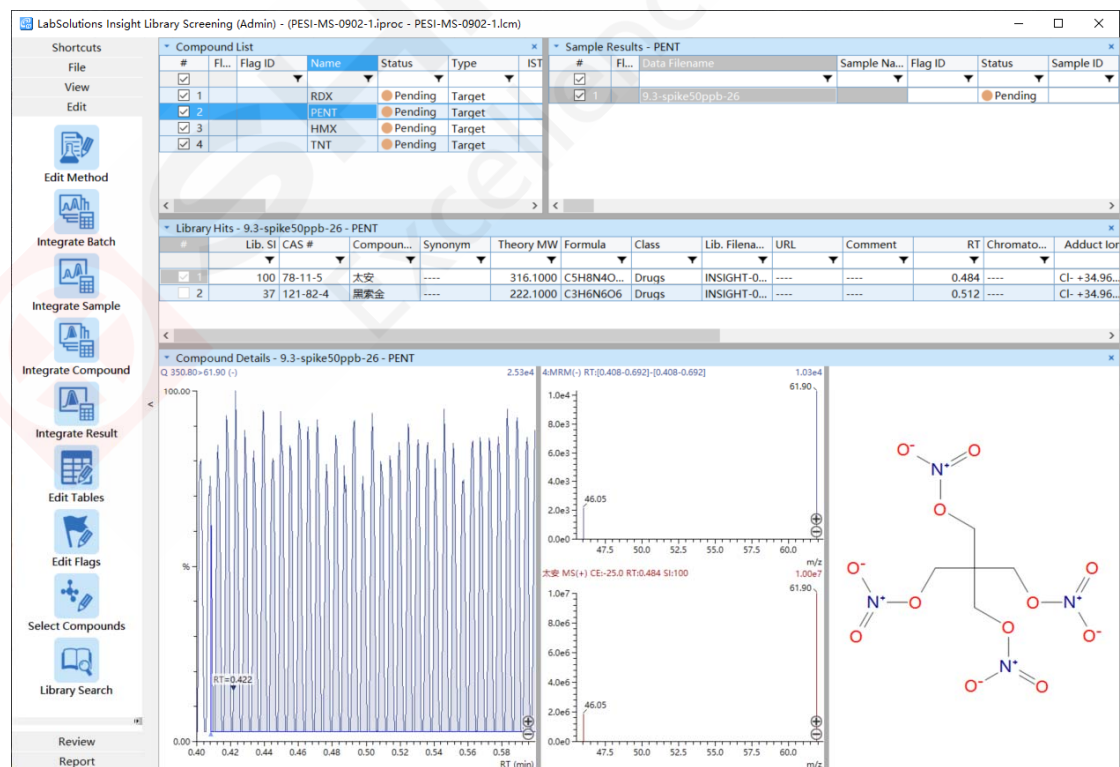 LabSolutions Insight Library Screening (Admin) - (PESI-MS-0902-1.iproc - PESI-MS-0902-1.lcm)
Shortcuts
File
View
Edit
Edit Method
Integrate Batch
Integrate Sample
Integrate Compound
Integrate Result
Edit Tables
Edit Flags
Select Compounds
Library Search
Review
Report
Compound List
# Fl... Flag ID Name Status Type IST
1 RDX Pending Target
2 PENT Pending Target
3 HMX Pending Target
4 TNT Pending Target
Sample Results - PENT
# Fl... Data Filename Sample Na... Flag ID Status Sample ID
1 9.3-spike50ppb-26 Pending
Library Hits - 9.3-spike50ppb-26 - PENT
# Lib. SI CAS # Compoun... Synonym Theory MW Formula Class Lib. Filena... URL Comment RT Chromato... Adduct Ion
1 100 78-11-5 太安 ---- 316.1000 C5H8N4O... Drugs INSIGHT-0... ---- ---- 0.484 ---- Cl- +34.96...
2 37 121-82-4 黑索金 ---- 222.1000 C3H6N6O6 Drugs INSIGHT-0... ---- ---- 0.512 ---- Cl- +34.96...
Compound Details - 9.3-spike50ppb-26 - PENT
Q 350.80>61.90 (-) 2.53e4
100.00
%
0.00
RT=0.422
0.40 0.42 0.44 0.46 0.48 0.50 0.52 0.54 0.56 0.58
RT (min)
4:MRM(-) RT:[0.408-0.692]-[0.408-0.692] 1.03e4
61.90
1.0e4
8.0e3
6.0e3
4.0e3
2.0e3
0.0e0
46.05
47.5 50.0 52.5 55.0 57.5 60.0
m/z
太安 MS(+) CE:-25.0 RT:0.484 SI:100 1.00e7
61.90
1.0e7
8.0e6
6.0e6
4.0e6
2.0e6
0.0e0
46.05
47.5 50.0 52.5 55.0 57.5 60.0
m/z
O- N+ O
O
O- O
N+ O O N+
O O O-
N+
O- O
Excellence